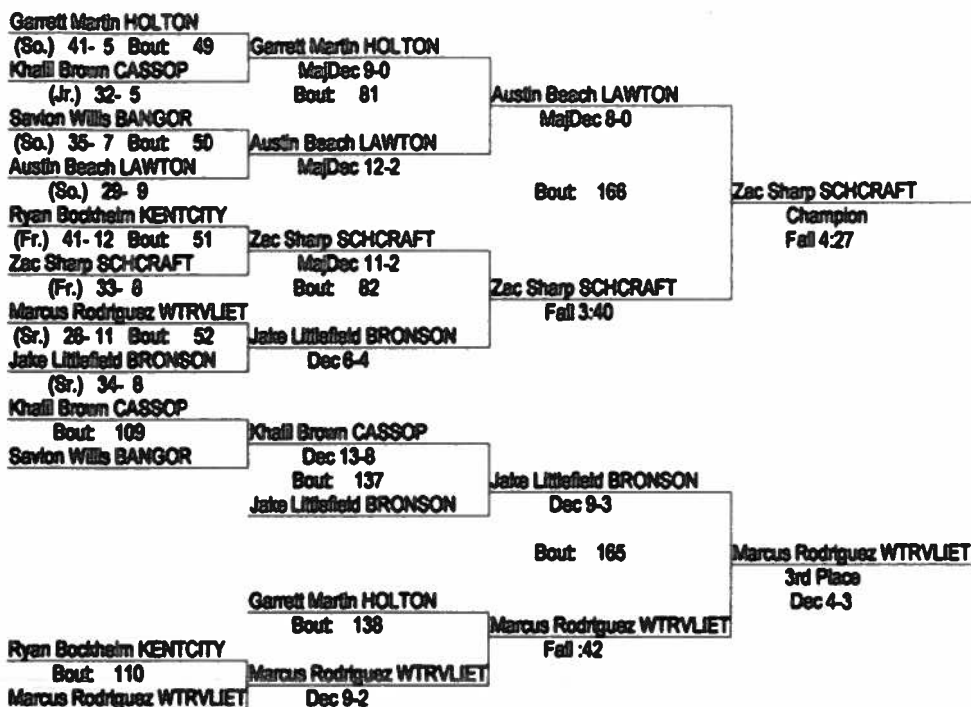 Garrett Martin HOLTON
(So.) 41- 5 Bout: 49
Khalil Brown CASSOP
(Jr.) 32- 5
Savion Willis BANGOR
(So.) 35- 7 Bout: 50
Austin Beach LAWTON
(So.) 29- 9
Ryan Bockheim KENTCITY
(Fr.) 41- 12 Bout: 51
Zac Sharp SCHCRAFT
(Fr.) 33- 8
Marcus Rodriguez WTRVLIET
(Sr.) 26- 11 Bout: 52
Jake Littlefield BRONSON
(Sr.) 34- 8
Garrett Martin HOLTON
MajDec 9-0
Bout: 81
Austin Beach LAWTON
MajDec 12-2
Zac Sharp SCHCRAFT
MajDec 11-2
Bout: 82
Jake Littlefield BRONSON
Dec 6-4
Austin Beach LAWTON
MajDec 8-0
Bout: 166
Zac Sharp SCHCRAFT
Fall 3:40
Zac Sharp SCHCRAFT
Champion
Fall 4:27
Khalil Brown CASSOP
Bout: 109
Savion Willis BANGOR
Khalil Brown CASSOP
Dec 13-8
Bout: 137
Jake Littlefield BRONSON
Jake Littlefield BRONSON
Dec 9-3
Bout: 165
Marcus Rodriguez WTRVLIET
3rd Place
Dec 4-3
Garrett Martin HOLTON
Bout: 138
Marcus Rodriguez WTRVLIET
Fall :42
Ryan Bockheim KENTCITY
Bout: 110
Marcus Rodriguez WTRVLIET
Marcus Rodriguez WTRVLIET
Dec 9-2